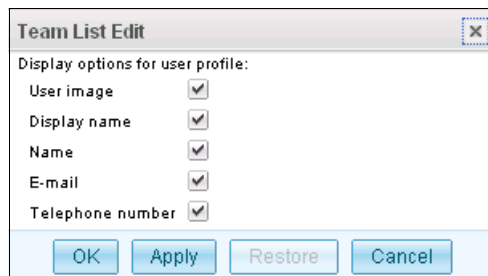 Team List Edit
Display options for user profile:
User image
Display name
Name
E-mail
Telephone number
OK Apply Restore Cancel